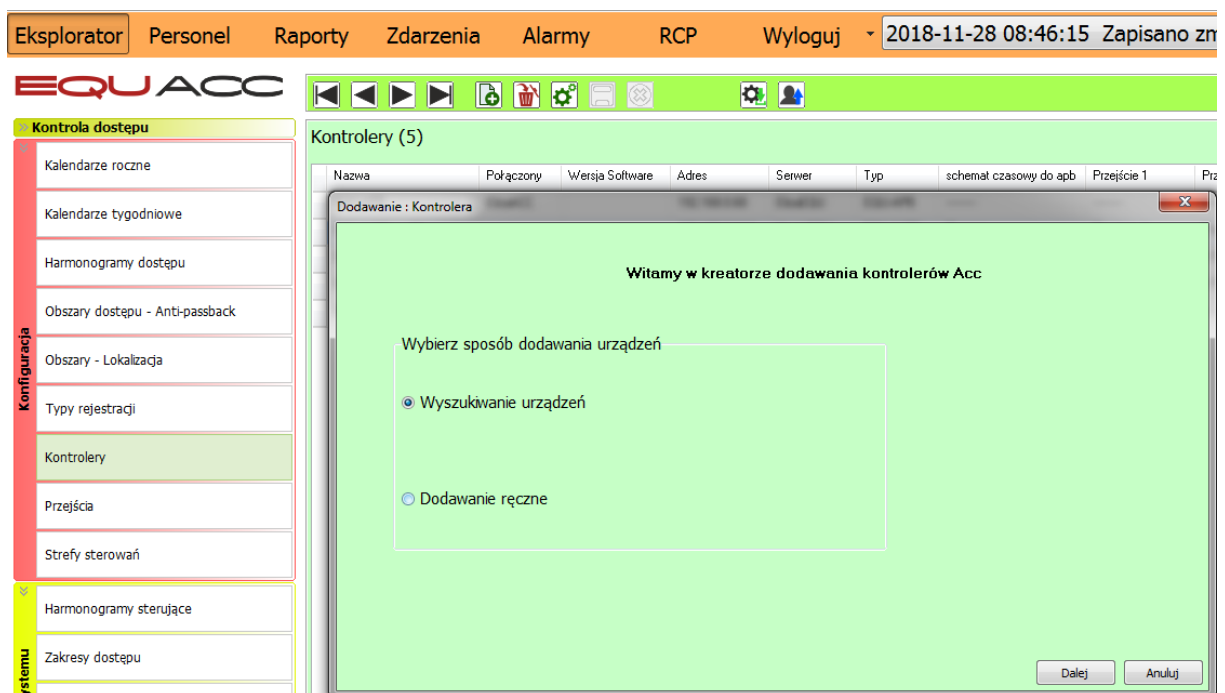 Eksplorator Personel Raporty Zdarzenia Alarmy RCP Wyloguj 2018-11-28 08:46:15 Zapisano zm
EQU ACC
Kontrola dostępu
Kontrolery (5)
Kalendarze roczne
Nazwa Połączony Wersja Software Adres Serwer Typ schemat czasowy do apb Przejście 1 Prz
Dodawanie : Kontrolera
Kalendarze tygodniowe
Harmonogramy dostępu
Witamy w kreatorze dodawania kontrolerów Acc
Obszary dostępu - Anti-passback
Wybierz sposób dodawania urządzeń
Konfiguracja
Obszary - Lokalizacja
Wyszukiwanie urządzeń
Typy rejestracji
Kontrolery
Dodawanie ręczne
Przejścia
Strefy sterowań
Harmonogramy sterujące
Zakresy dostępu
ystemu
Dalej Anuluj